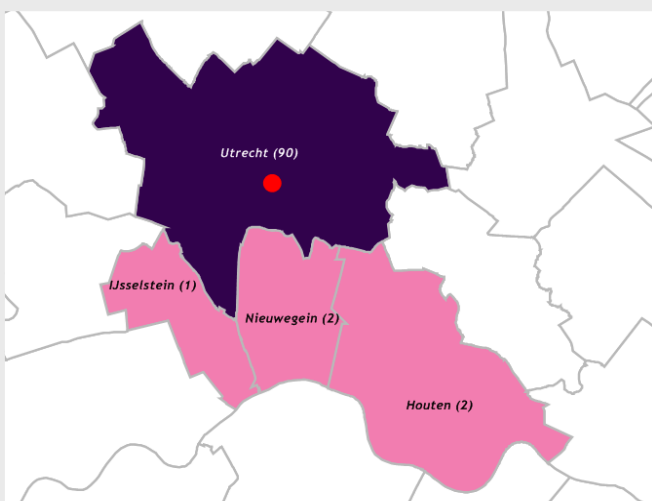 Utrecht (90)
IJsselstein (1)
Nieuwegein (2)
Houten (2)